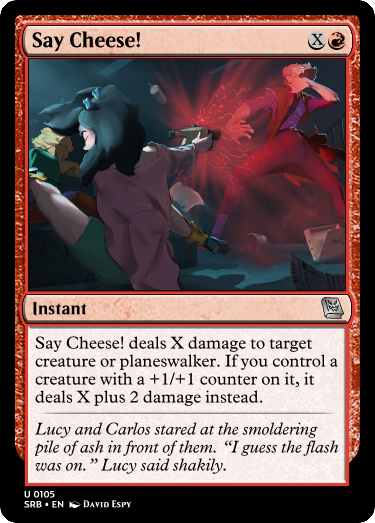 Say Cheese! X
Instant
Say Cheese! deals X damage to target
creature or planeswalker. If you control a
creature with a +1/+1 counter on it, it
deals X plus 2 damage instead.
Lucy and Carlos stared at the smoldering
pile of ash in front of them. “I guess the flash
was on.” Lucy said shakily.
U 0105
SRB • EN DAVID ESPY